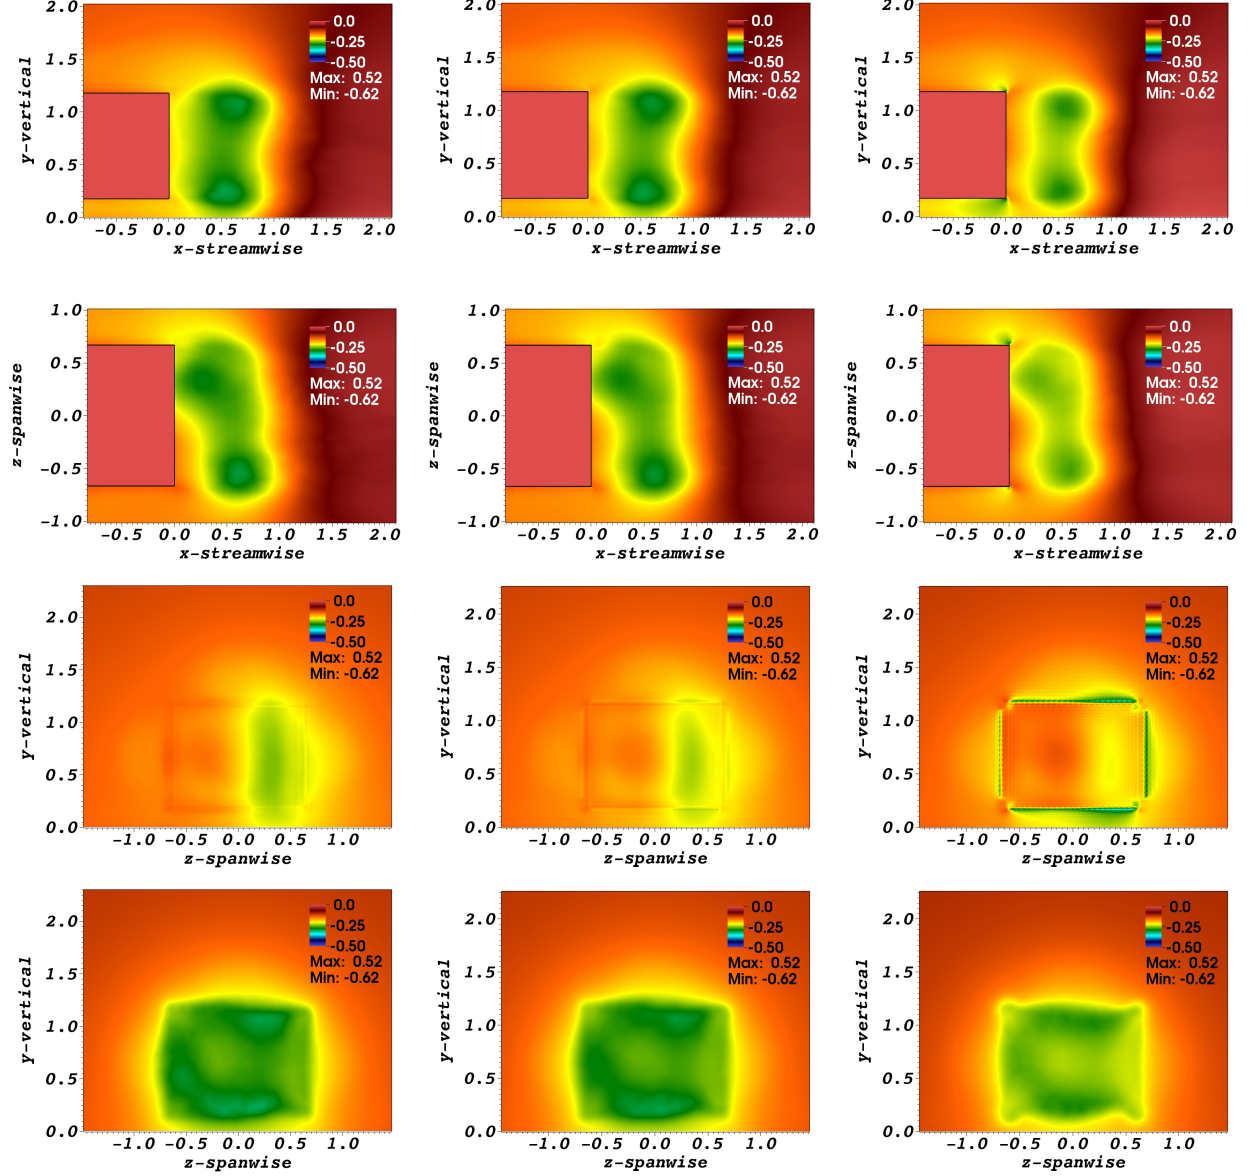 2.0 0.0 2.0 0.0 2.0 0.0
-0.25 -0.25 -0.25
1.5 -0.50 1.5 -0.50 1.5 -0.50
Max: 0.52 Max: 0.52 Max: 0.52
Min: -0.62 Min: -0.62 Min: -0.62
y-vertical y-vertical y-vertical
1.0 1.0 1.0
0.5 0.5 0.5
0.0 0.0 0.0
-0.5 0.0 0.5 1.0 1.5 2.0 -0.5 0.0 0.5 1.0 1.5 2.0 -0.5 0.0 0.5 1.0 1.5 2.0
x-streamwise x-streamwise x-streamwise
1.0 1.0 1.0
0.0 0.0 0.0
-0.25 -0.25 -0.25
-0.50 -0.50 -0.50
0.5 0.5 0.5
Max: 0.52 Max: 0.52 Max: 0.52
Min: -0.62 Min: -0.62 Min: -0.62
z-spanwise z-spanwise z-spanwise
0.0 0.0 0.0
-0.5 -0.5 -0.5
-1.0 -1.0 -1.0
-0.5 0.0 0.5 1.0 1.5 2.0 -0.5 0.0 0.5 1.0 1.5 2.0 -0.5 0.0 0.5 1.0 1.5 2.0
x-streamwise x-streamwise x-streamwise
0.0 0.0 0.0
2.0 -0.25 2.0 -0.25 2.0 -0.25
-0.50 -0.50 -0.50
Max: 0.52 Max: 0.52 Max: 0.52
1.5 Min: -0.62 1.5 Min: -0.62 1.5 Min: -0.62
y-vertical y-vertical y-vertical
1.0 1.0 1.0
0.5 0.5 0.5
0.0 0.0 0.0
-1.0 -0.5 0.0 0.5 1.0 -1.0 -0.5 0.0 0.5 1.0 -1.0 -0.5 0.0 0.5 1.0
z-spanwise z-spanwise z-spanwise
0.0 0.0 0.0
2.0 -0.25 2.0 -0.25 2.0 -0.25
-0.50 -0.50 -0.50
Max: 0.52 Max: 0.52 Max: 0.52
1.5 Min: -0.62 1.5 Min: -0.62 1.5 Min: -0.62
y-vertical y-vertical y-vertical
1.0 1.0 1.0
0.5 0.5 0.5
0.0 0.0 0.0
-1.0 -0.5 0.0 0.5 1.0 -1.0 -0.5 0.0 0.5 1.0 -1.0 -0.5 0.0 0.5 1.0
z-spanwise z-spanwise z-spanwise